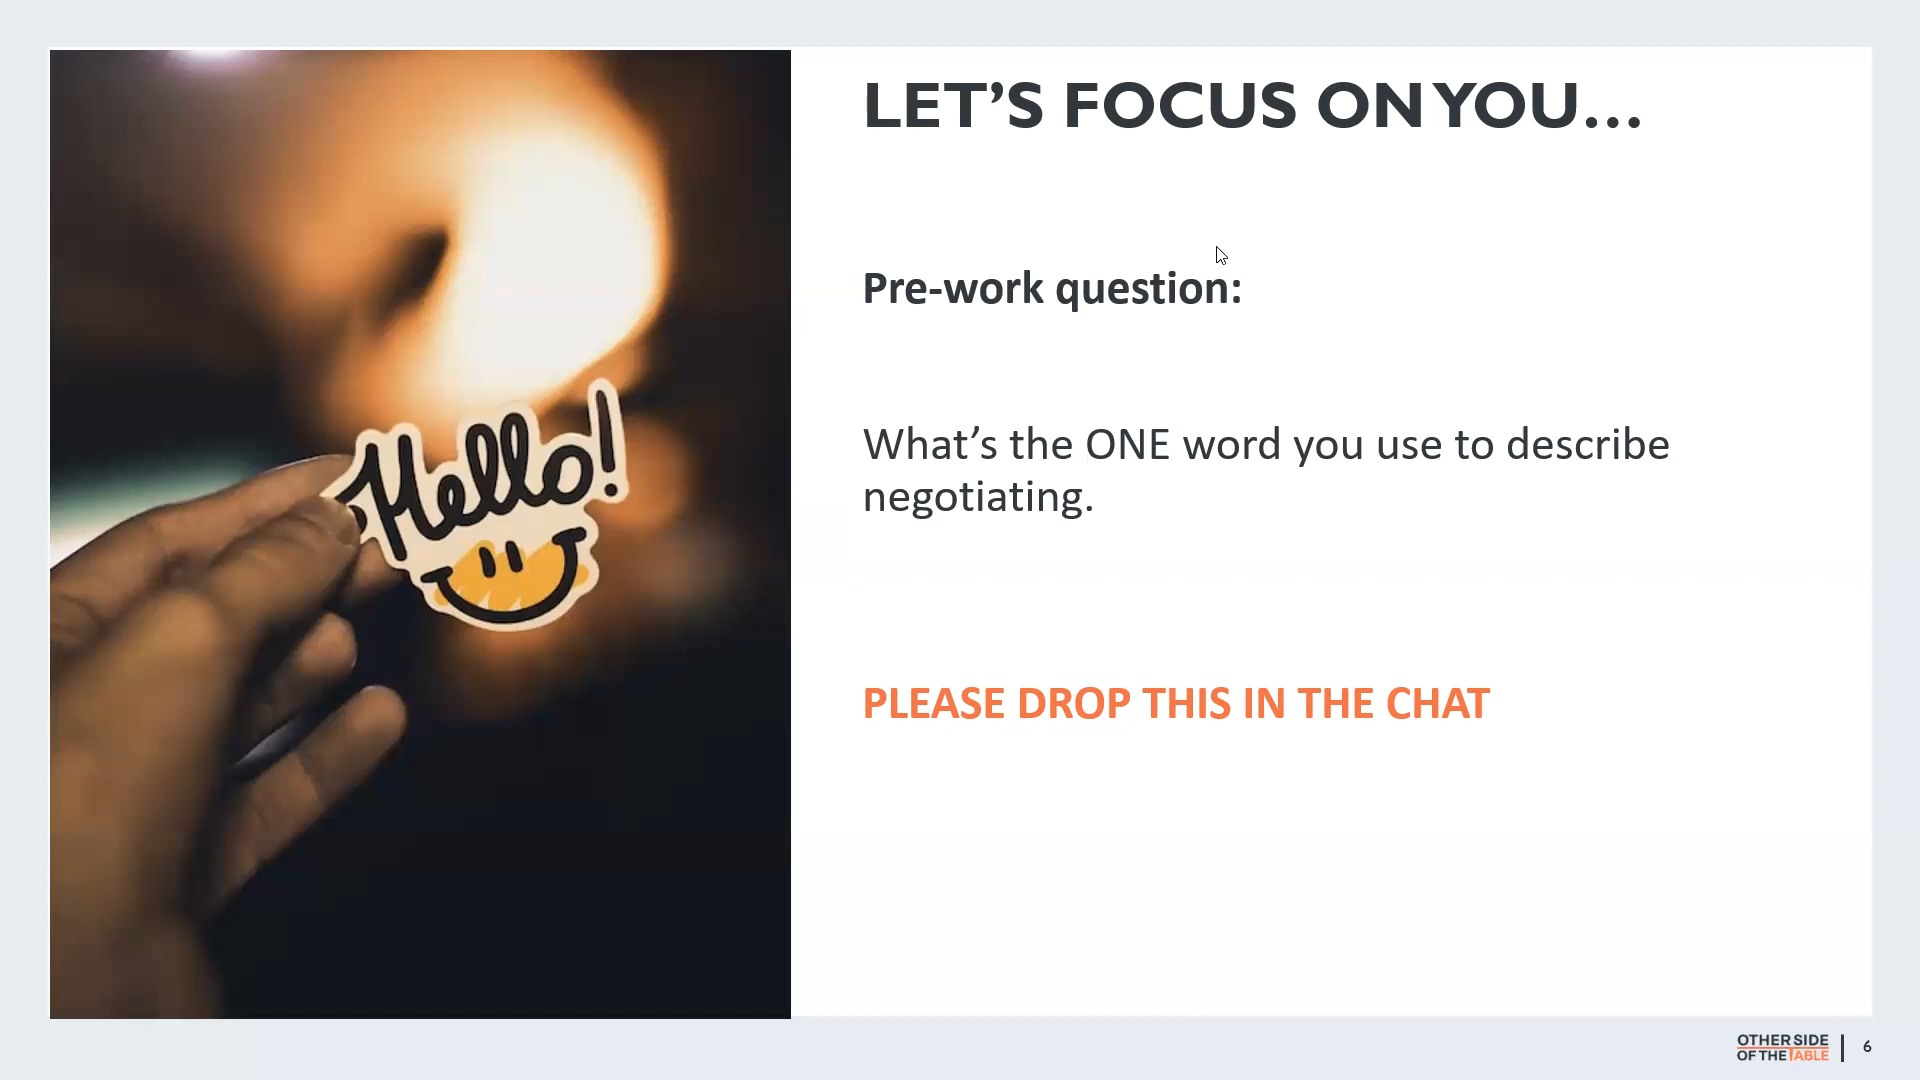 LET’S FOCUS ON YOU...
Pre-work question:
What’s the ONE word you use to describe
negotiating.
PLEASE DROP THIS IN THE CHAT
Hello!
OTHER SIDE
OF THE TABLE
6